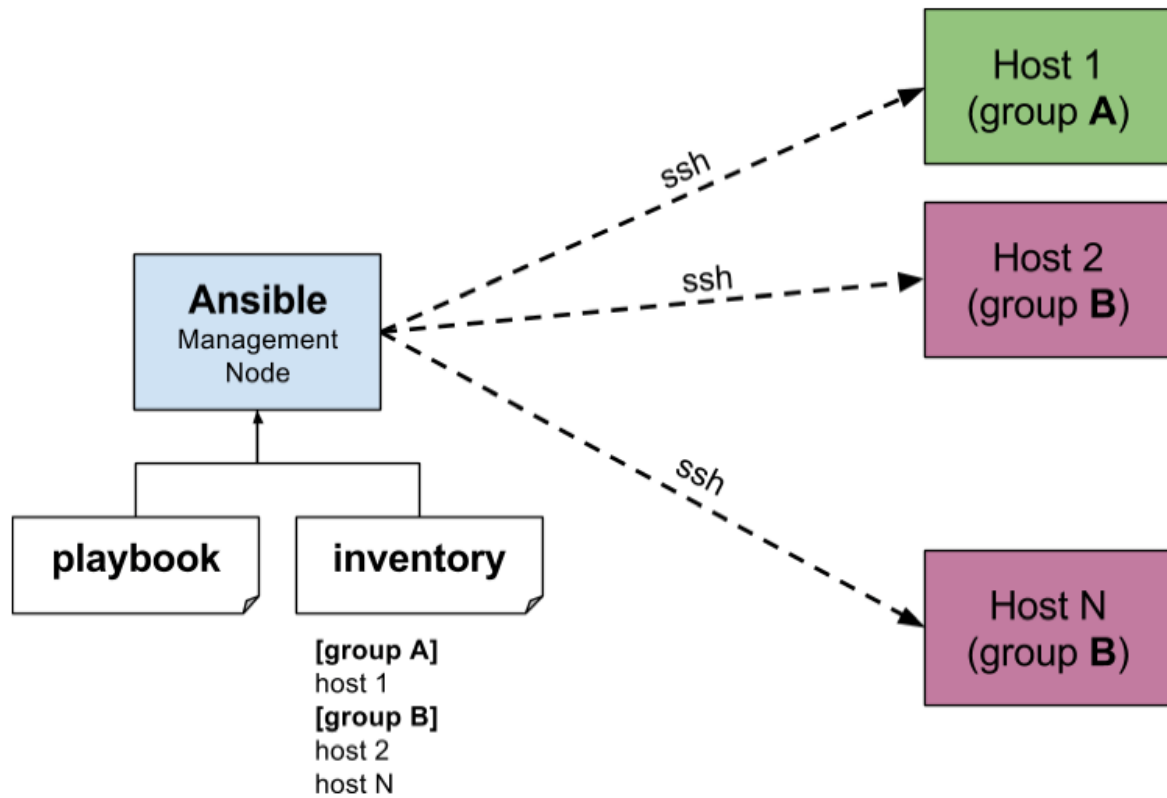 Host 1
(group A)
ssh
Host 2
(group B)
ssh
Ansible
Management
Node
ssh
playbook
inventory
Host N
(group B)
[group A]
host 1
[group B]
host 2
host N